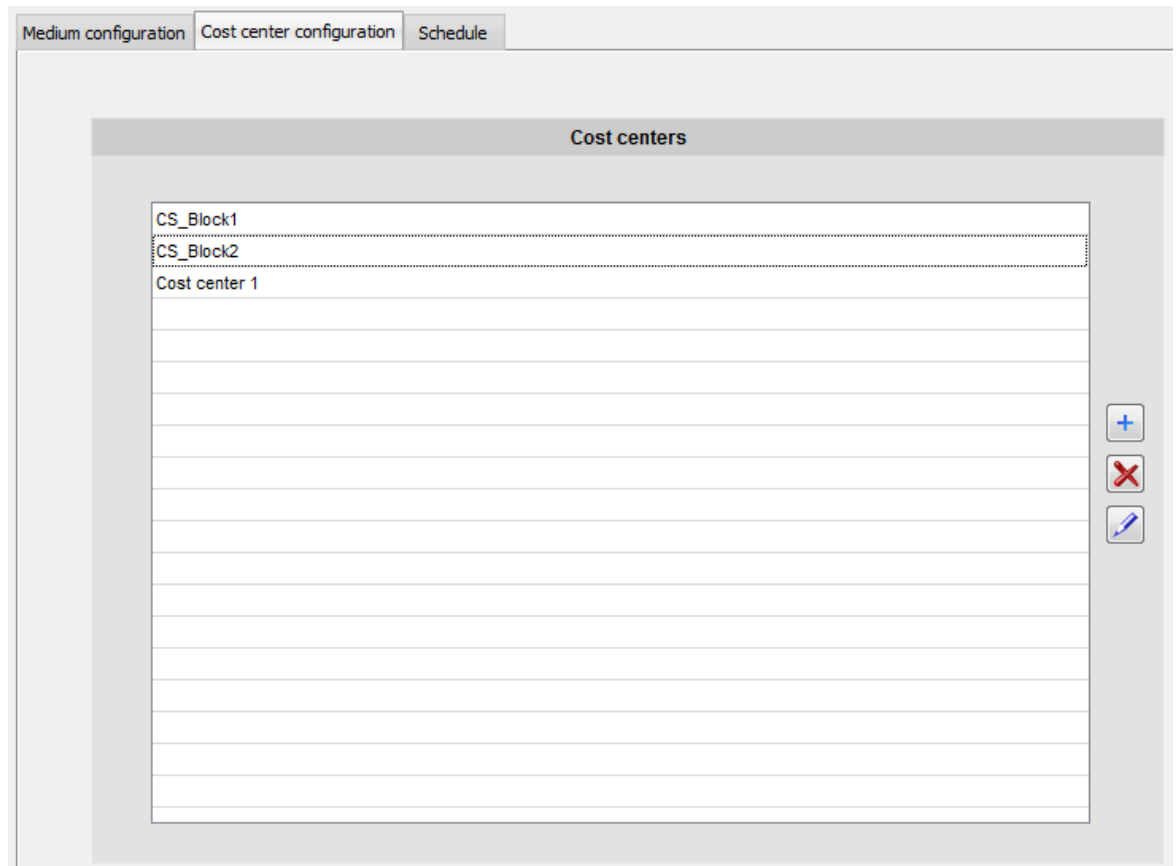 Medium configuration Cost center configuration Schedule
Cost centers
CS_Block1
CS_Block2
Cost center 1